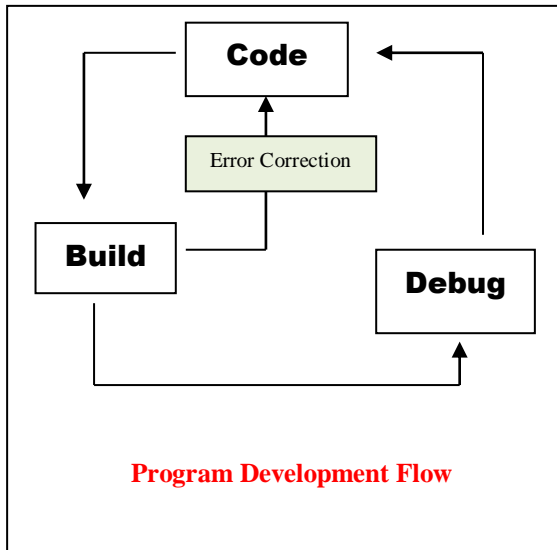 Code
Error Correction
Build
Debug
Program Development Flow